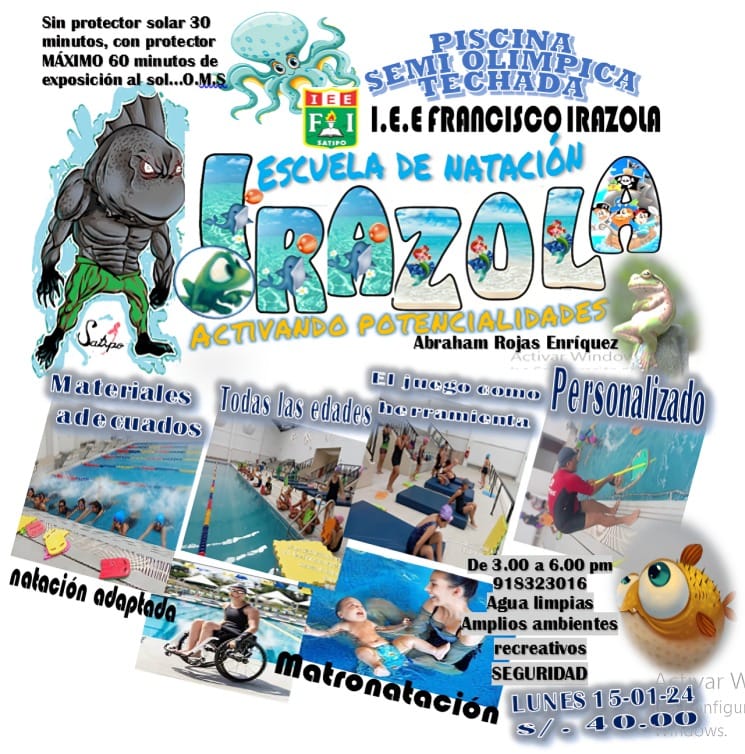 Sin protector solar 30
minutos, con protector
MÁXIMO 60 minutos de
exposición al sol...O.M.S
PISCINA
SEMI OLIMPICA
TECHADA
I E E
F I
SATIPO
I.E.E FRANCISCO IRAZOLA
ESCUELA DE NATACIÓN
IRAZOLA
ACTIVANDO POTENCIALIDADES
Abraham Rojas Enríquez
Activar Window
Satipo
Materiales
adecuados
Todas las edades
El juego como
herramienta
Personalizado
natación adaptada
Matronatación
De 3.00 a 6.00 pm
918323016
Agua limpias
Amplios ambientes
recreativos
SEGURIDAD
LUNES 15-01-24
S/.- 40.00
Activar W
Configu
Windows.